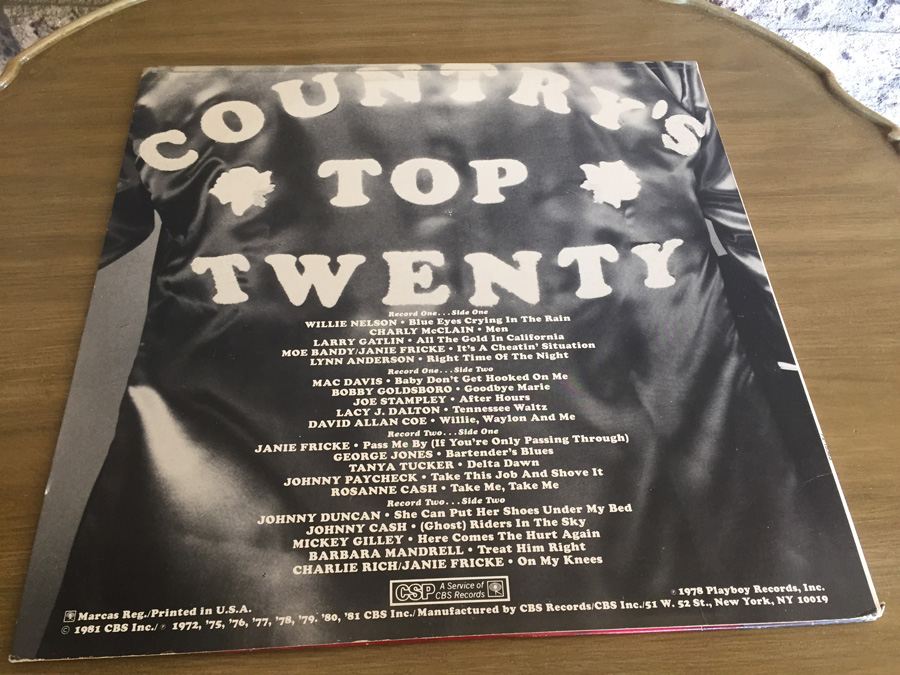 COUNTRY'S
TOP
TWENTY
Record One...Side One
WILLIE NELSON • Blue Eyes Crying In The Rain
CHARLY McCLAIN • Men
LARRY GATLIN • All The Gold In California
MOE BANDY/JANIE FRICKE • It's A Cheatin' Situation
LYNN ANDERSON • Right Time Of The Night
Record One...Side Two
MAC DAVIS • Baby Don't Get Hooked On Me
BOBBY GOLDSBORO • Goodbye Marie
JOE STAMPLEY • After Hours
LACY J. DALTON • Tennessee Waltz
DAVID ALLAN COE • Willie, Waylon And Me
Record Two...Side One
JANIE FRICKE • Pass Me By (If You're Only Passing Through)
GEORGE JONES • Bartender's Blues
TANYA TUCKER • Delta Dawn
JOHNNY PAYCHECK • Take This Job And Shove It
ROSANNE CASH • Take Me, Take Me
Record Two...Side Two
JOHNNY DUNCAN • She Can Put Her Shoes Under My Bed
JOHNNY CASH • (Ghost) Riders In The Sky
MICKEY GILLEY • Here Comes The Hurt Again
BARBARA MANDRELL • Treat Him Right
CHARLIE RICH/JANIE FRICKE • On My Knees
CSP A Service of
CBS Records
℗ 1978 Playboy Records, Inc.
Marcas Reg./Printed in U.S.A.
© 1981 CBS Inc./ ℗ 1972, '75, '76, '77, '78, '79. '80, '81 CBS Inc./Manufactured by CBS Records/CBS Inc./51 W. 52 St., New York, NY 10019